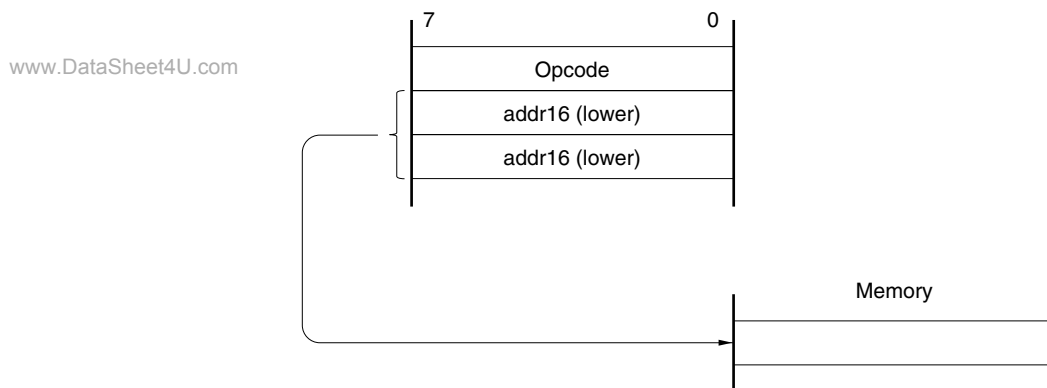 7 0
www.DataSheet4U.com
Opcode
addr16 (lower)
addr16 (lower)
Memory